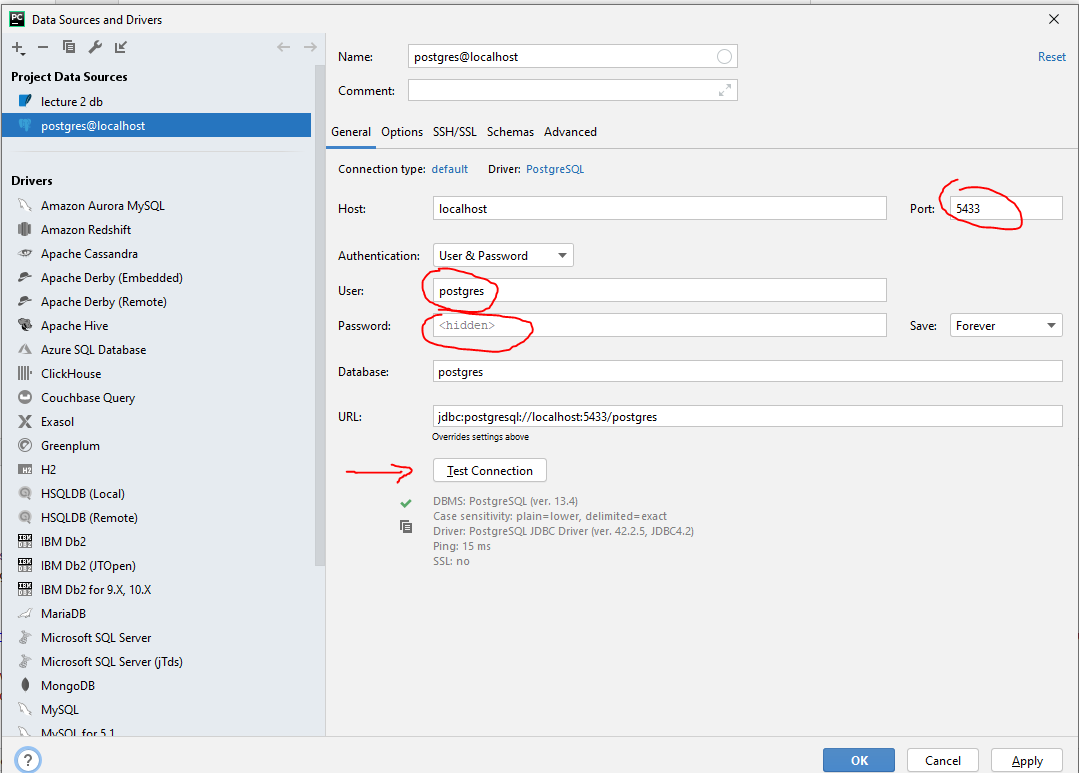 PC Data Sources and Drivers
Project Data Sources
lecture 2 db
postgres@localhost
Drivers
Amazon Aurora MySQL
Amazon Redshift
Apache Cassandra
Apache Derby (Embedded)
Apache Derby (Remote)
Apache Hive
Azure SQL Database
ClickHouse
Couchbase Query
Exasol
Greenplum
H2
HSQLDB (Local)
HSQLDB (Remote)
IBM Db2
IBM Db2 (JTOpen)
IBM Db2 for 9.X, 10.X
MariaDB
Microsoft SQL Server
Microsoft SQL Server (jTds)
MongoDB
MySQL
MySQL for 5.1
Name: postgres@localhost Reset
Comment:
General Options SSH/SSL Schemas Advanced
Connection type: default Driver: PostgreSQL
Host: localhost Port: 5433
Authentication: User & Password
User: postgres
Password: <hidden> Save: Forever
Database: postgres
URL: jdbc:postgresql://localhost:5433/postgres
Overrides settings above
Test Connection
DBMS: PostgreSQL (ver. 13.4)
Case sensitivity: plain=lower, delimited=exact
Driver: PostgreSQL JDBC Driver (ver. 42.2.5, JDBC4.2)
Ping: 15 ms
SSL: no
? OK Cancel Apply